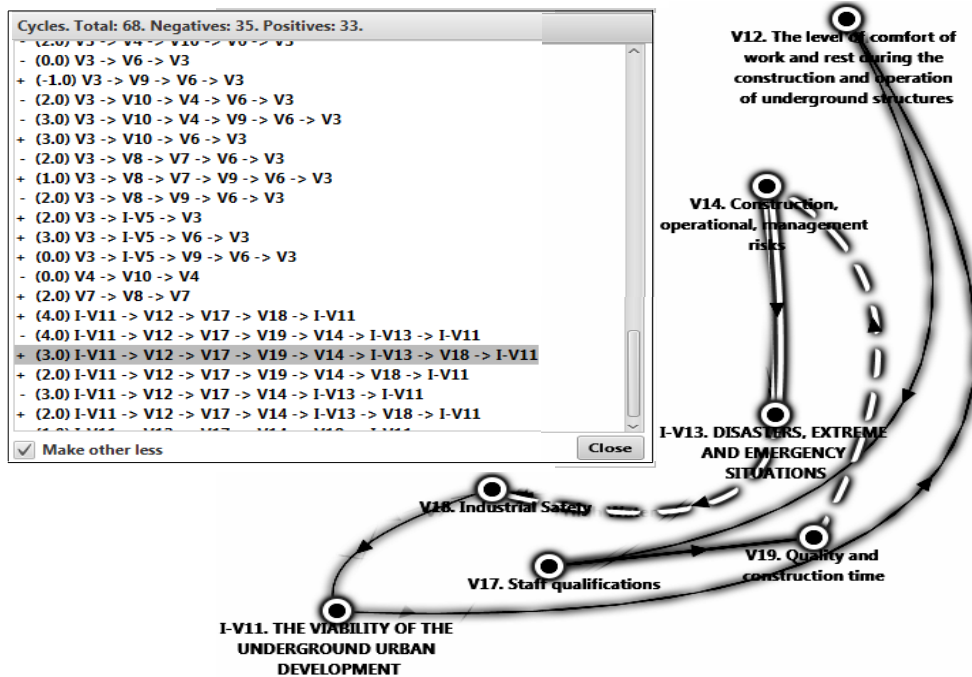 Cycles. Total: 68. Negatives: 35. Positives: 33.
- (2.0) V3 -> V4 -> V10 -> V6 -> V3
- (0.0) V3 -> V6 -> V3
+ (-1.0) V3 -> V9 -> V6 -> V3
- (2.0) V3 -> V10 -> V4 -> V6 -> V3
- (3.0) V3 -> V10 -> V4 -> V9 -> V6 -> V3
+ (3.0) V3 -> V10 -> V6 -> V3
- (2.0) V3 -> V8 -> V7 -> V6 -> V3
+ (1.0) V3 -> V8 -> V7 -> V9 -> V6 -> V3
- (2.0) V3 -> V8 -> V9 -> V6 -> V3
+ (2.0) V3 -> I-V5 -> V3
+ (3.0) V3 -> I-V5 -> V6 -> V3
+ (0.0) V3 -> I-V5 -> V9 -> V6 -> V3
- (0.0) V4 -> V10 -> V4
+ (2.0) V7 -> V8 -> V7
+ (4.0) I-V11 -> V12 -> V17 -> V18 -> I-V11
- (4.0) I-V11 -> V12 -> V17 -> V19 -> V14 -> I-V13 -> I-V11
+ (3.0) I-V11 -> V12 -> V17 -> V19 -> V14 -> I-V13 -> V18 -> I-V11
+ (2.0) I-V11 -> V12 -> V17 -> V19 -> V14 -> V18 -> I-V11
- (3.0) I-V11 -> V12 -> V17 -> V14 -> I-V13 -> I-V11
+ (2.0) I-V11 -> V12 -> V17 -> V14 -> I-V13 -> V18 -> I-V11
Make other less
Close
V12. The level of comfort of
work and rest during the
construction and operation
of underground structures
V14. Construction,
operational, management
risks
I-V13. DISASTERS, EXTREME
AND EMERGENCY
SITUATIONS
V18. Industrial Safety
V19. Quality and
construction time
V17. Staff qualifications
I-V11. THE VIABILITY OF THE
UNDERGROUND URBAN
DEVELOPMENT